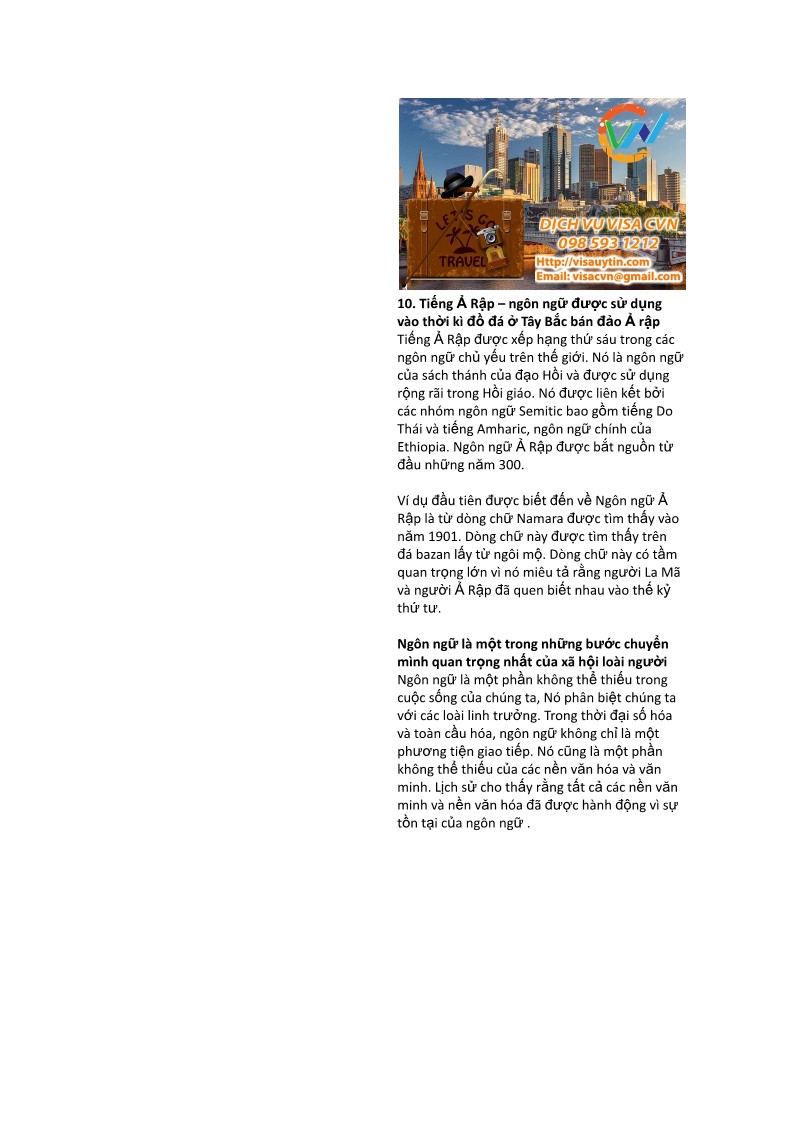 CVN
LET'S GO
TRAVEL
DỊCH VỤ VISA CVN
098 593 1212
Http://visauytin.com
Email: visacvn@gmail.com
10. Tiếng Ả Rập – ngôn ngữ được sử dụng
vào thời kì đồ đá ở Tây Bắc bán đảo Ả rập
Tiếng Ả Rập được xếp hạng thứ sáu trong các
ngôn ngữ chủ yếu trên thế giới. Nó là ngôn ngữ
của sách thánh của đạo Hồi và được sử dụng
rộng rãi trong Hồi giáo. Nó được liên kết bởi
các nhóm ngôn ngữ Semitic bao gồm tiếng Do
Thái và tiếng Amharic, ngôn ngữ chính của
Ethiopia. Ngôn ngữ Ả Rập được bắt nguồn từ
đầu những năm 300.
Ví dụ đầu tiên được biết đến về Ngôn ngữ Ả
Rập là từ dòng chữ Namara được tìm thấy vào
năm 1901. Dòng chữ này được tìm thấy trên
đá bazan lấy từ ngôi mộ. Dòng chữ này có tầm
quan trọng lớn vì nó miêu tả rằng người La Mã
và người Ả Rập đã quen biết nhau vào thế kỷ
thứ tư.
Ngôn ngữ là một trong những bước chuyển
mình quan trọng nhất của xã hội loài người
Ngôn ngữ là một phần không thể thiếu trong
cuộc sống của chúng ta, Nó phân biệt chúng ta
với các loài linh trưởng. Trong thời đại số hóa
và toàn cầu hóa, ngôn ngữ không chỉ là một
phương tiện giao tiếp. Nó cũng là một phần
không thể thiếu của các nền văn hóa và văn
minh. Lịch sử cho thấy rằng tất cả các nền văn
minh và nền văn hóa đã được hành động vì sự
tồn tại của ngôn ngữ .